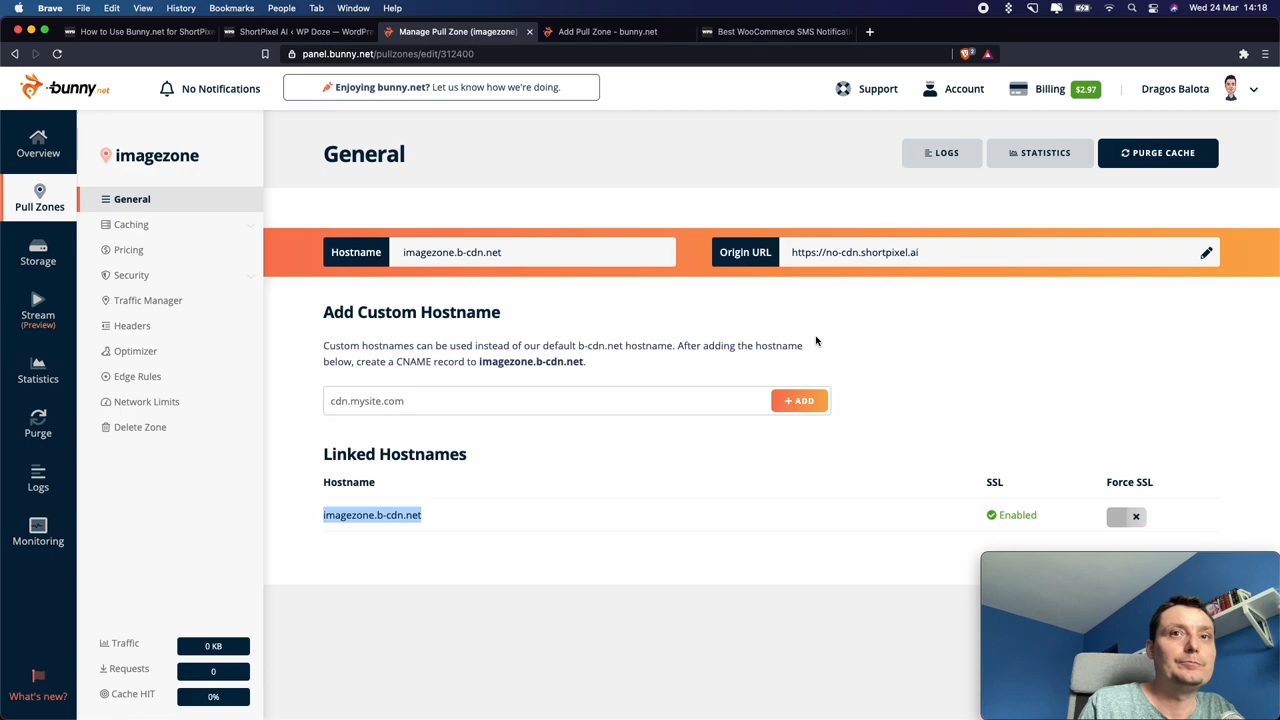 Brave File Edit View History Bookmarks People Tab Window Help Wed 24 Mar 14:18
How to Use Bunny.net for ShortPix ShortPixel AI ‹ WP Doze — WordPr Manage Pull Zone (imagezone) Add Pull Zone - bunny.net Best WooCommerce SMS Notificati
panel.bunny.net/pullzones/edit/312400
bunny.net No Notifications Enjoying bunny.net? Let us know how we're doing. Support Account Billing $2.97 Dragos Balota
Overview
Pull Zones
Storage
Stream
(Preview)
Statistics
Purge
Logs
Monitoring
What's new?
imagezone
General
Caching
Pricing
Security
Traffic Manager
Headers
Optimizer
Edge Rules
Network Limits
Delete Zone
Traffic 0 KB
Requests 0
Cache HIT 0%
General LOGS STATISTICS PURGE CACHE
Hostname imagezone.b-cdn.net Origin URL https://no-cdn.shortpixel.ai
Add Custom Hostname
Custom hostnames can be used instead of our default b-cdn.net hostname. After adding the hostname
below, create a CNAME record to imagezone.b-cdn.net.
cdn.mysite.com + ADD
Linked Hostnames
Hostname SSL Force SSL
imagezone.b-cdn.net Enabled